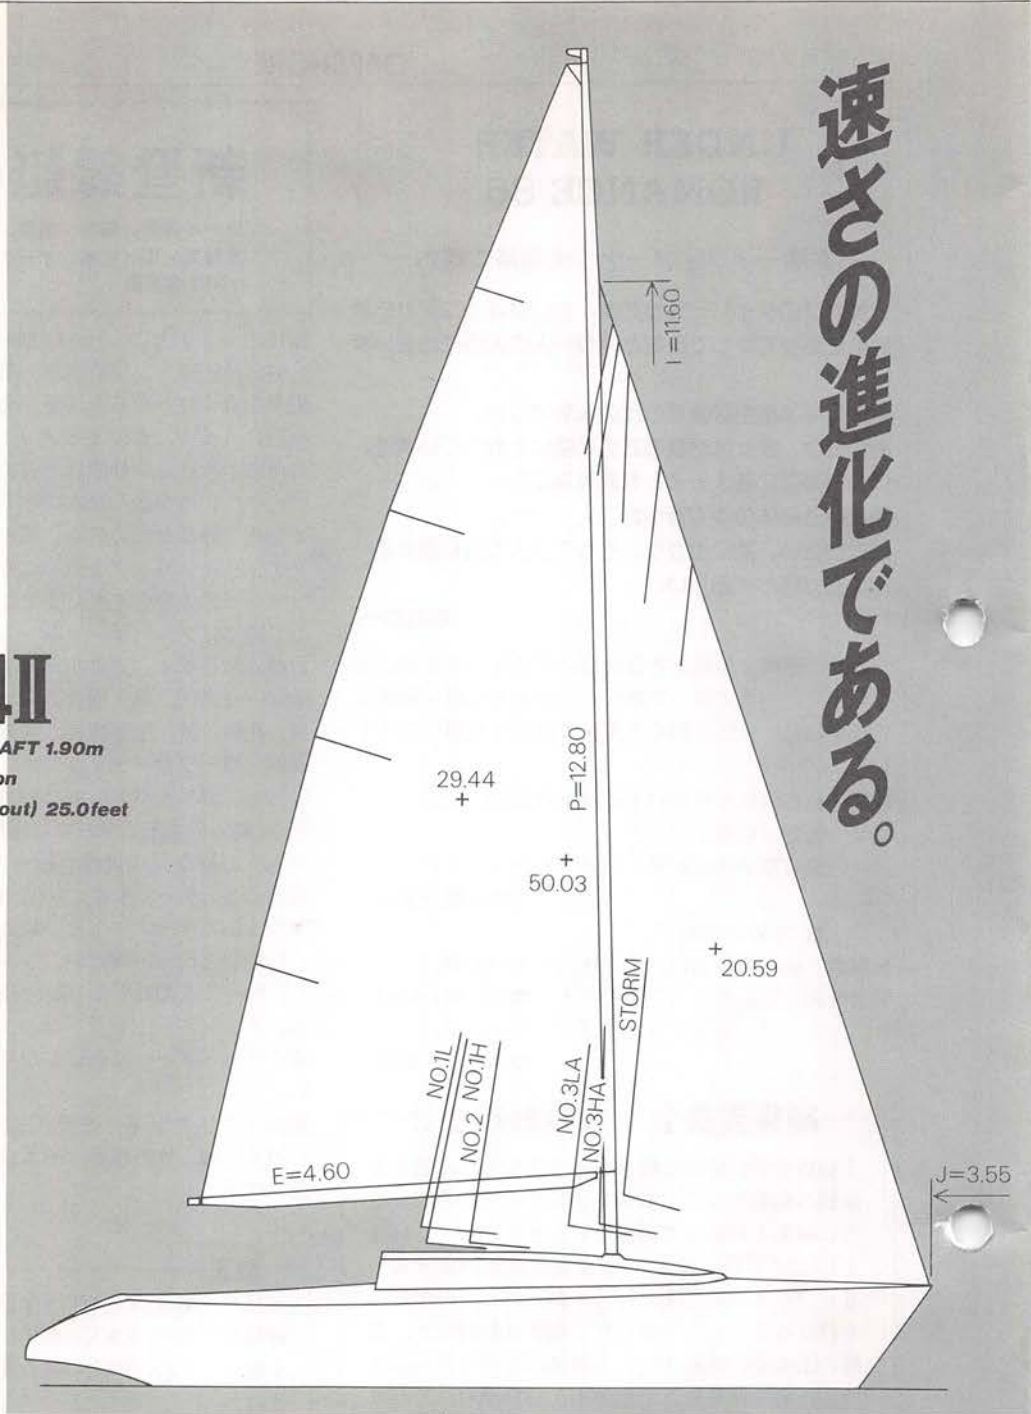 速さの進化である。
I=11.60
4II
AFT 1.90m
on
out) 25.0feet
29.44
P=12.80
50.03
20.59
STORM
NO.1L
NO.2 NO.1H
NO.3LA
NO.3HA
E=4.60
J=3.55